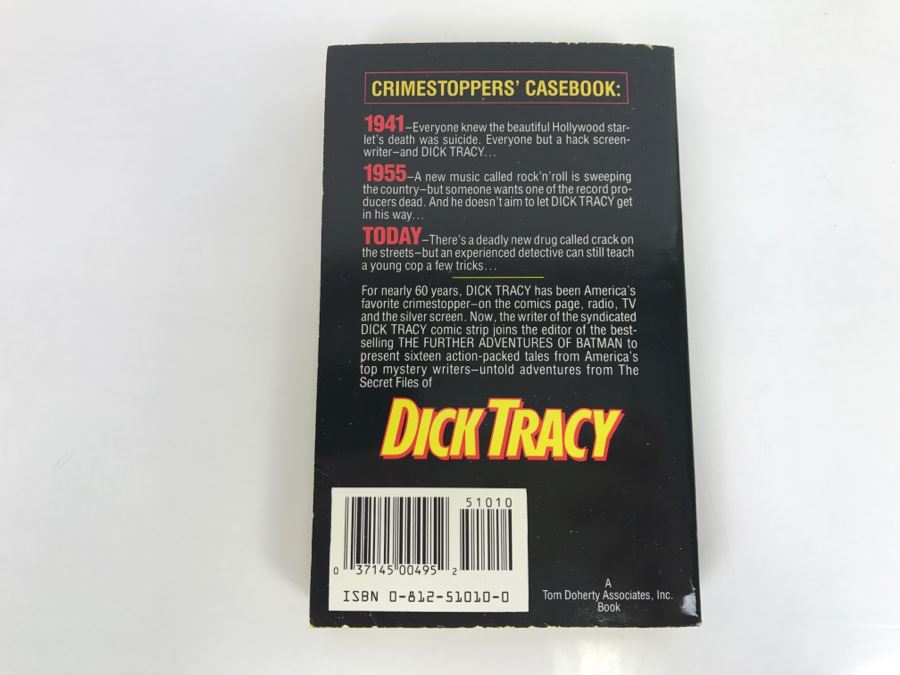 CRIMESTOPPERS' CASEBOOK:
1941–Everyone knew the beautiful Hollywood star-
let's death was suicide. Everyone but a hack screen-
writer–and DICK TRACY...
1955–A new music called rock'n'roll is sweeping
the country–but someone wants one of the record pro-
ducers dead. And he doesn't aim to let DICK TRACY get
in his way...
TODAY–There's a deadly new drug called crack on
the streets–but an experienced detective can still teach
a young cop a few tricks...
For nearly 60 years, DICK TRACY has been America's
favorite crimestopper–on the comics page, radio, TV
and the silver screen. Now, the writer of the syndicated
DICK TRACY comic strip joins the editor of the best-
selling THE FURTHER ADVENTURES OF BATMAN to
present sixteen action-packed tales from America's
top mystery writers–untold adventures from The
Secret Files of
DICK TRACY
51010
0 37145 00495 2
ISBN 0-812-51010-0
A
Tom Doherty Associates, Inc.
Book